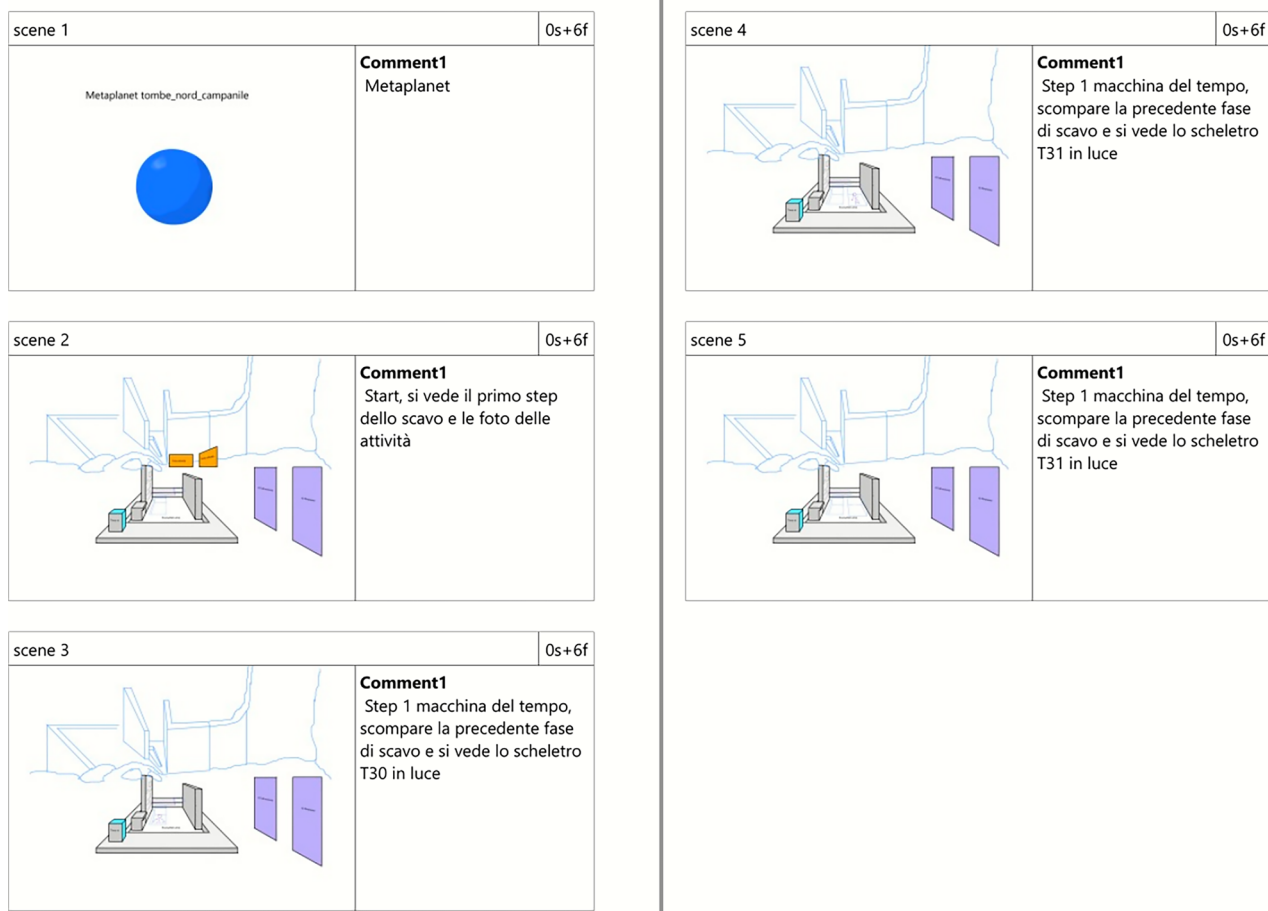 scene 1
0s+6f
Metaplanet tombe_nord_campanile
Comment1
Metaplanet
scene 2
0s+6f
Comment1
Start, si vede il primo step
dello scavo e le foto delle
attività
scene 3
0s+6f
Comment1
Step 1 macchina del tempo,
scompare la precedente fase
di scavo e si vede lo scheletro
T30 in luce
scene 4
0s+6f
Comment1
Step 1 macchina del tempo,
scompare la precedente fase
di scavo e si vede lo scheletro
T31 in luce
scene 5
0s+6f
Comment1
Step 1 macchina del tempo,
scompare la precedente fase
di scavo e si vede lo scheletro
T31 in luce